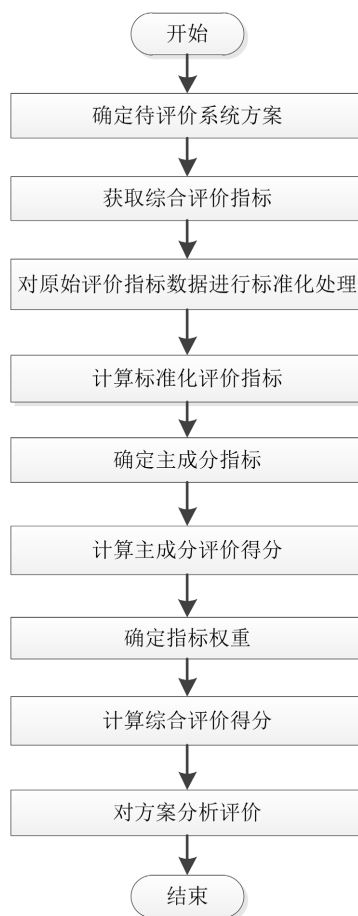 开始
确定待评价系统方案
获取综合评价指标
对原始评价指标数据进行标准化处理
计算标准化评价指标
确定主成分指标
计算主成分评价得分
确定指标权重
计算综合评价得分
对方案分析评价
结束